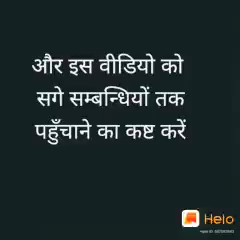 और इस वीडियो को
सगे सम्बन्धियों तक
पहुँचाने का कष्ट करें
Helo